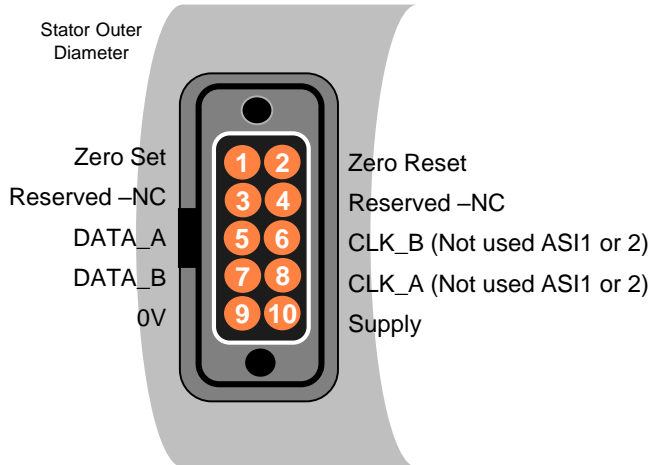 Stator Outer
Diameter
Zero Set 1 2 Zero Reset
Reserved –NC 3 4 Reserved –NC
DATA_A 5 6 CLK_B (Not used ASI1 or 2)
DATA_B 7 8 CLK_A (Not used ASI1 or 2)
0V 9 10 Supply